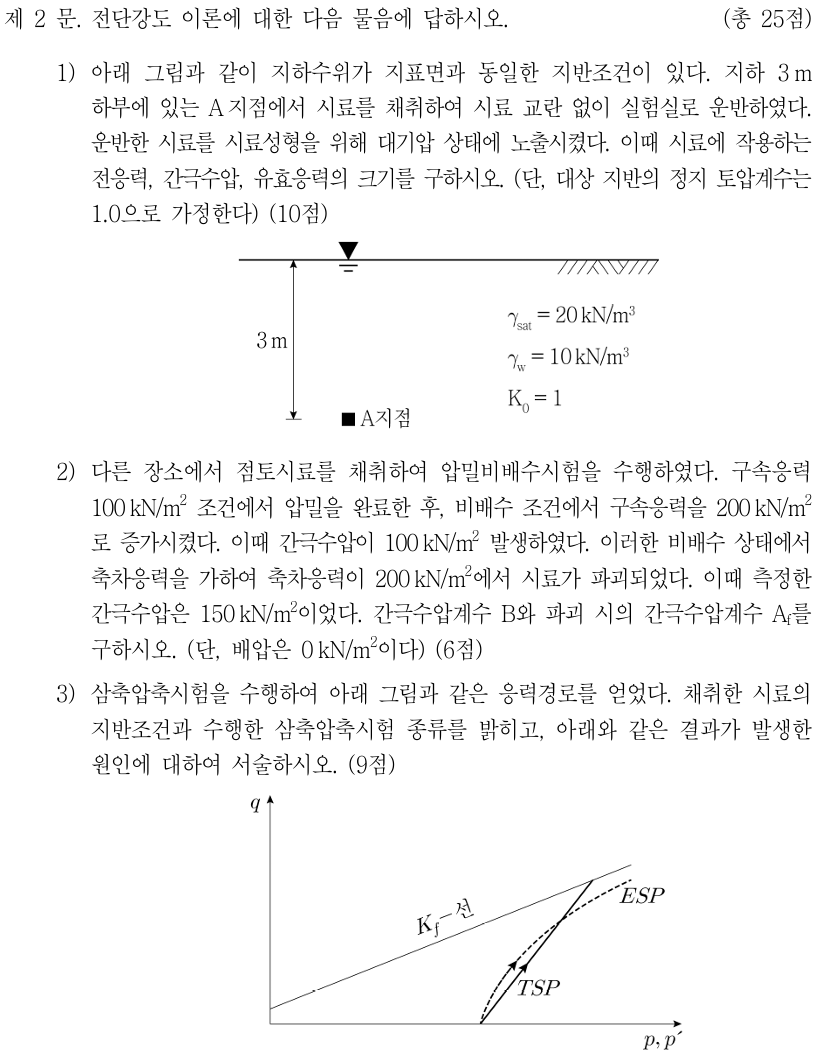 제 2 문. 전단강도 이론에 대한 다음 물음에 답하시오. (총 25점)
1) 아래 그림과 같이 지하수위가 지표면과 동일한 지반조건이 있다. 지하 3 m
하부에 있는 A 지점에서 시료를 채취하여 시료 교란 없이 실험실로 운반하였다.
운반한 시료를 시료성형을 위해 대기압 상태에 노출시켰다. 이때 시료에 작용하는
전응력, 간극수압, 유효응력의 크기를 구하시오. (단, 대상 지반의 정지 토압계수는
1.0으로 가정한다) (10점)
γsat = 20 kN/m³
3 m
γw = 10 kN/m³
K₀ = 1
A지점
2) 다른 장소에서 점토시료를 채취하여 압밀비배수시험을 수행하였다. 구속응력
100 kN/m² 조건에서 압밀을 완료한 후, 비배수 조건에서 구속응력을 200 kN/m²
로 증가시켰다. 이때 간극수압이 100 kN/m² 발생하였다. 이러한 비배수 상태에서
축차응력을 가하여 축차응력이 200 kN/m²에서 시료가 파괴되었다. 이때 측정한
간극수압은 150 kN/m²이었다. 간극수압계수 B와 파괴 시의 간극수압계수 Af를
구하시오. (단, 배압은 0 kN/m²이다) (6점)
3) 삼축압축시험을 수행하여 아래 그림과 같은 응력경로를 얻었다. 채취한 시료의
지반조건과 수행한 삼축압축시험 종류를 밝히고, 아래와 같은 결과가 발생한
원인에 대하여 서술하시오. (9점)
q
Kf-선
ESP
TSP
p, p´